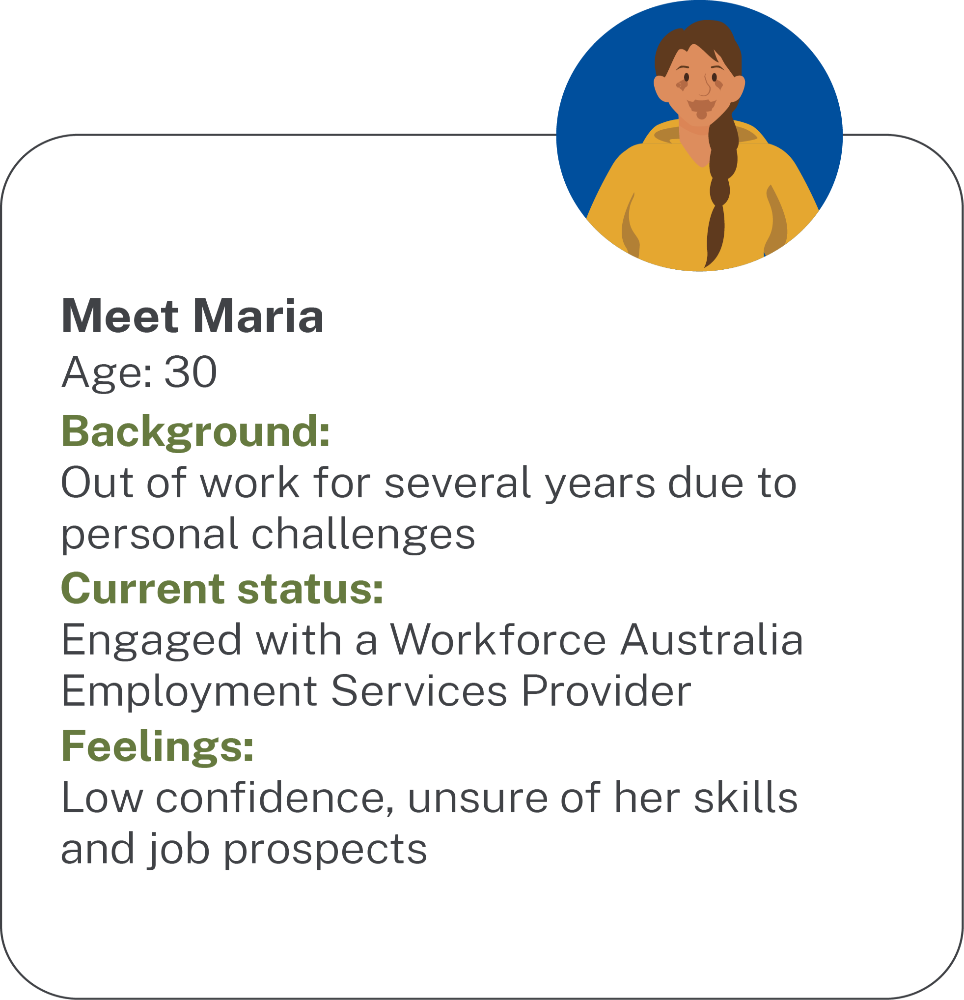 Meet Maria
Age: 30
Background:
Out of work for several years due to
personal challenges
Current status:
Engaged with a Workforce Australia
Employment Services Provider
Feelings:
Low confidence, unsure of her skills
and job prospects